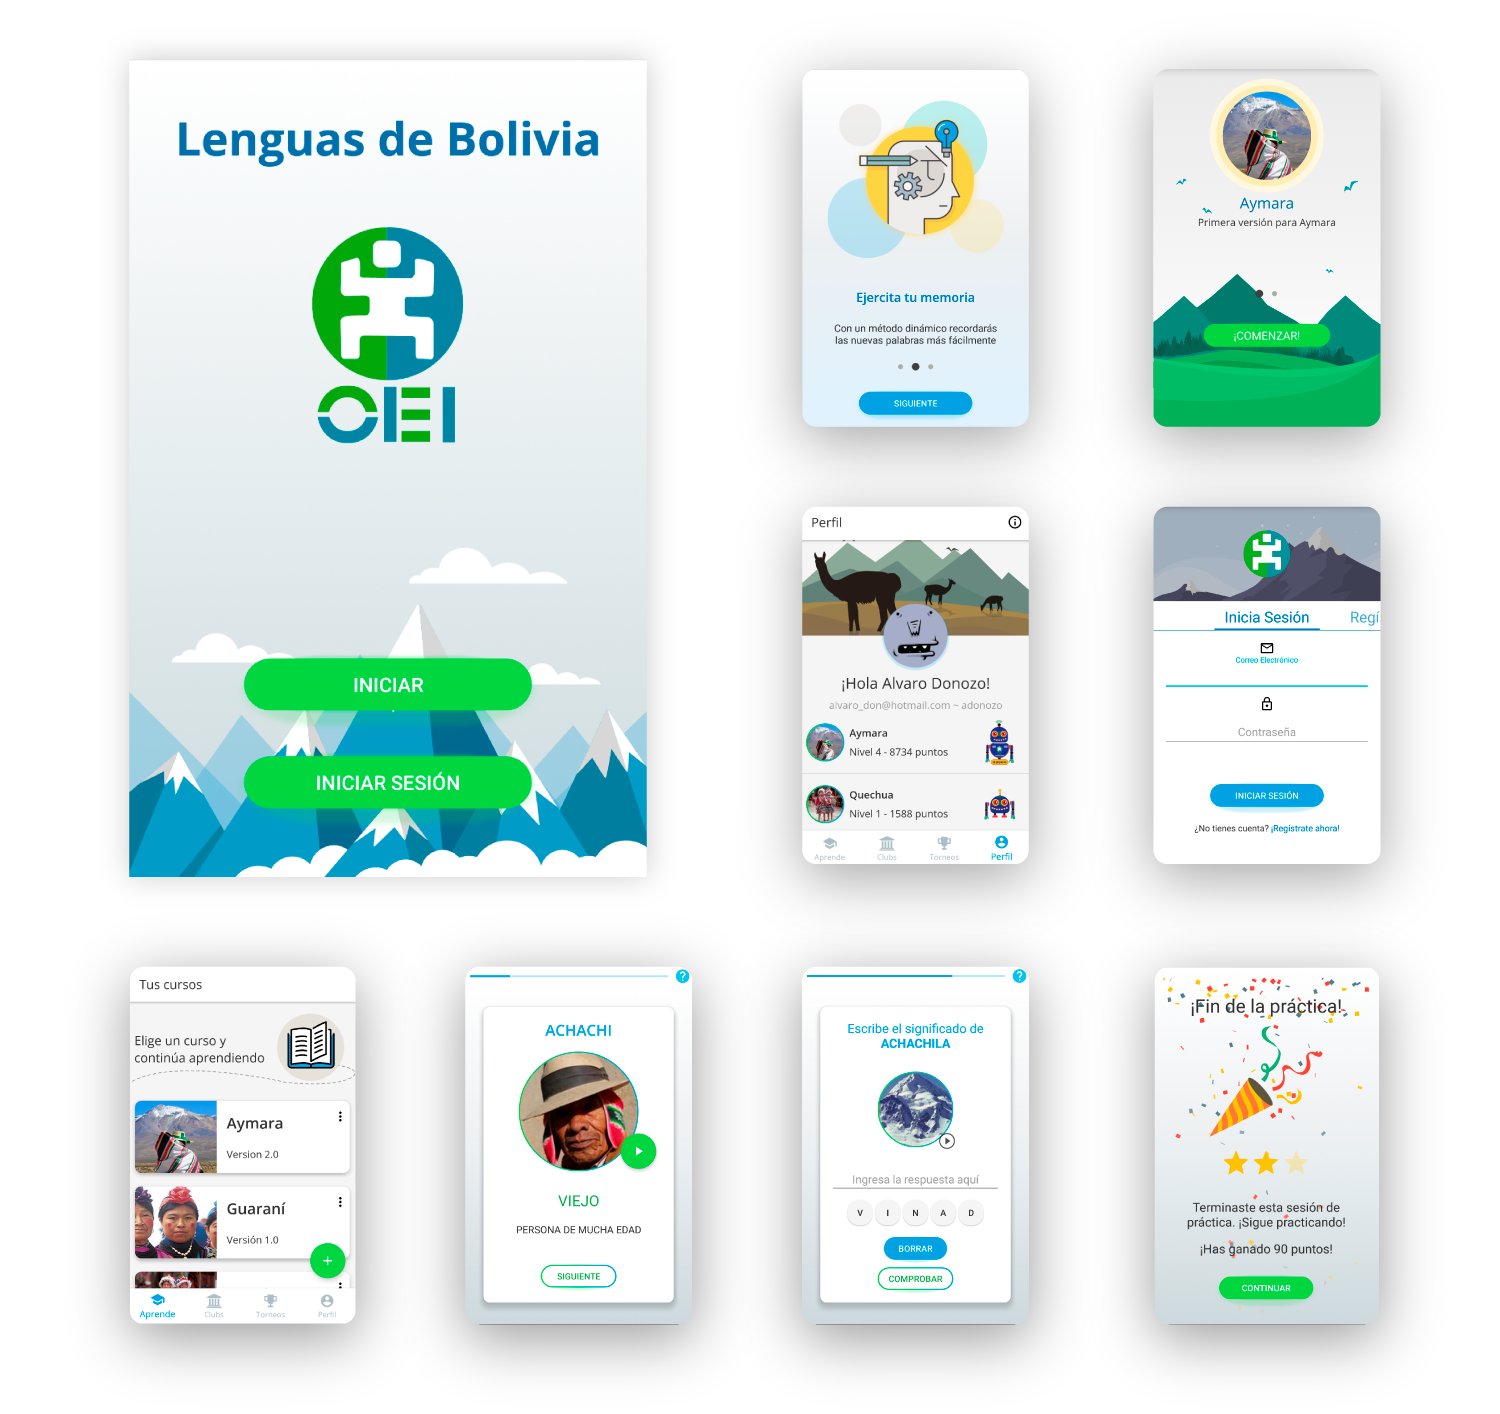 Lenguas de Bolivia
OEI
INICIAR
INICIAR SESIÓN
Ejercita tu memoria
Con un método dinámico recordarás
las nuevas palabras más fácilmente
SIGUIENTE
Aymara
Primera versión para Aymara
¡COMENZAR!
Perfil
¡Hola Alvaro Donozo!
alvaro_don@hotmail.com ~ adonozo
Aymara
Nivel 4 - 8734 puntos
Quechua
Nivel 1 - 1588 puntos
Aprende
Clubs
Torneos
Perfil
Inicia Sesión
Regí
Correo Electrónico
Contraseña
INICIAR SESIÓN
¿No tienes cuenta? ¡Regístrate ahora!
Tus cursos
Elige un curso y
continúa aprendiendo
Aymara
Version 2.0
Guaraní
Versión 1.0
+
Aprende
Clubs
Torneos
Perfil
?
ACHACHI
VIEJO
PERSONA DE MUCHA EDAD
SIGUIENTE
?
Escribe el significado de
ACHACHILA
Ingresa la respuesta aquí
V I N A D
BORRAR
COMPROBAR
¡Fin de la práctica!
Terminaste esta sesión de
práctica. ¡Sigue practicando!
¡Has ganado 90 puntos!
CONTINUAR